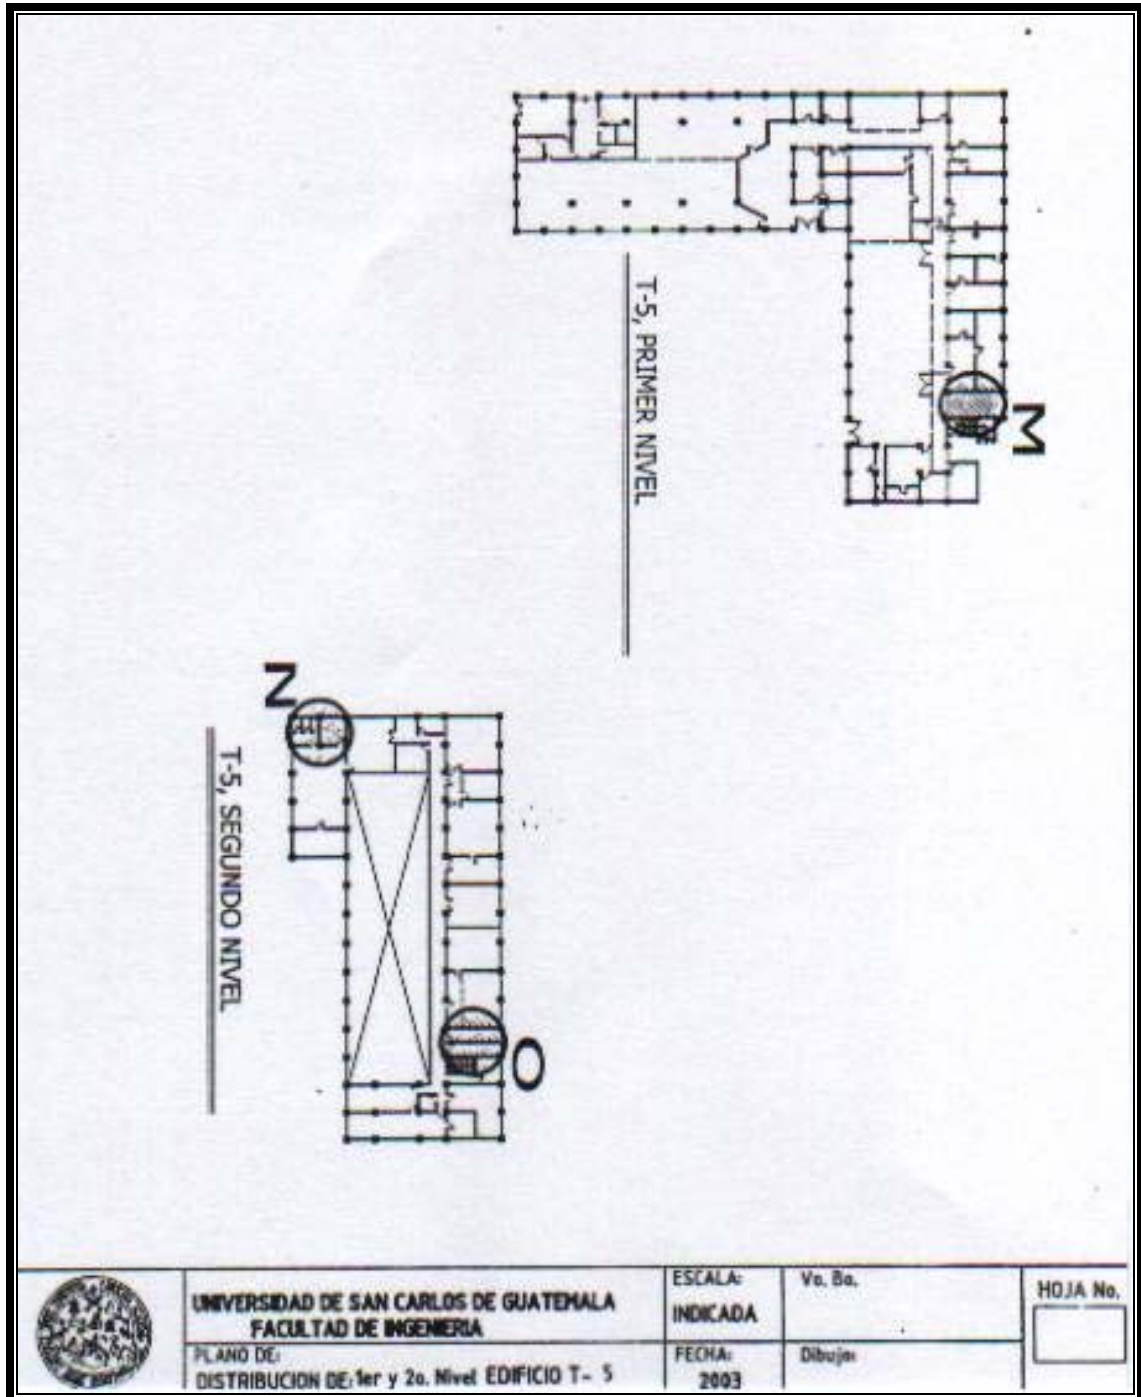 T-5, PRIMER NIVEL
M
N
T-5, SEGUNDO NIVEL
O
UNIVERSIDAD DE SAN CARLOS DE GUATEMALA
FACULTAD DE INGENIERIA
PLANO DE:
DISTRIBUCION DE: 1er y 2o. Nivel EDIFICIO T- 5
ESCALA:
INDICADA
FECHA:
2003
Vo. Bo.
Dibujo:
HOJA No.